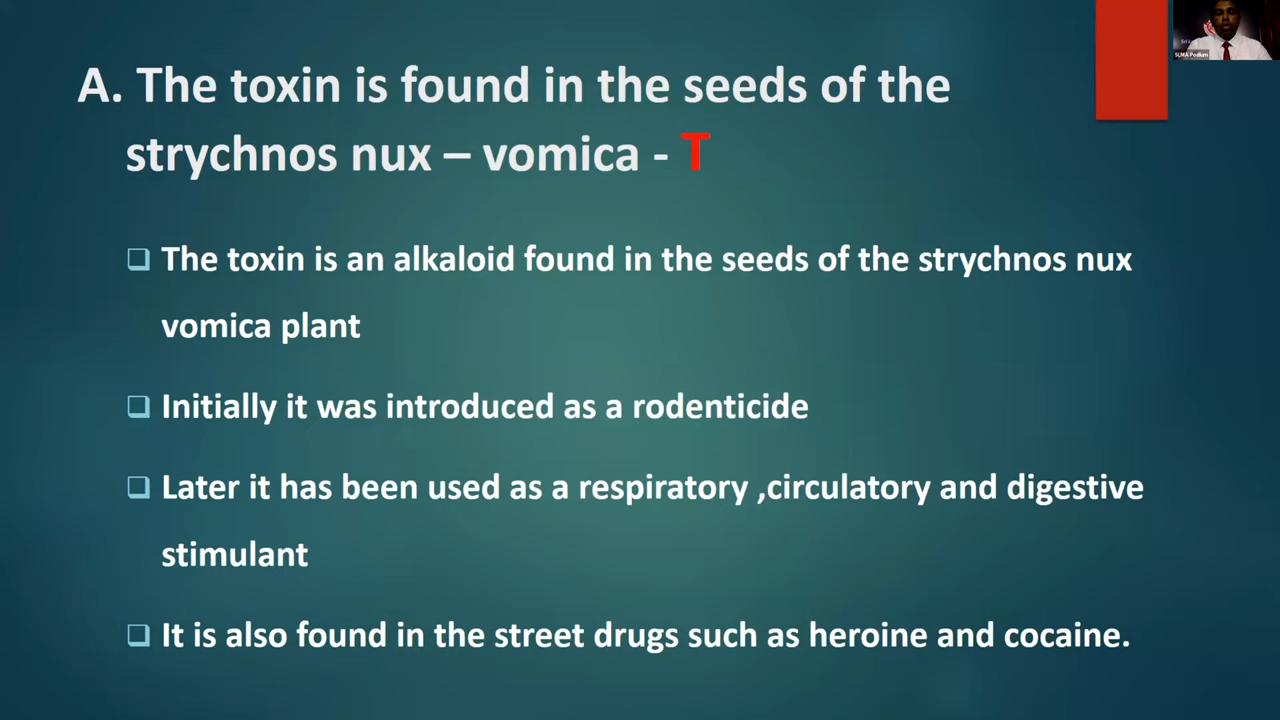 A. The toxin is found in the seeds of the
strychnos nux – vomica - T
The toxin is an alkaloid found in the seeds of the strychnos nux
vomica plant
Initially it was introduced as a rodenticide
Later it has been used as a respiratory ,circulatory and digestive
stimulant
It is also found in the street drugs such as heroine and cocaine.
SLMA Podium